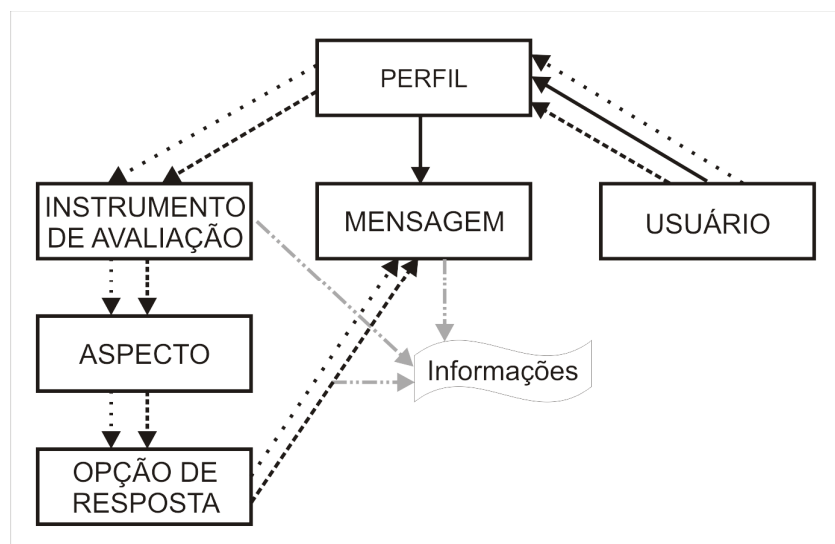 PERFIL
INSTRUMENTO
DE AVALIAÇÃO
MENSAGEM
USUÁRIO
ASPECTO
Informações
OPÇÃO DE
RESPOSTA